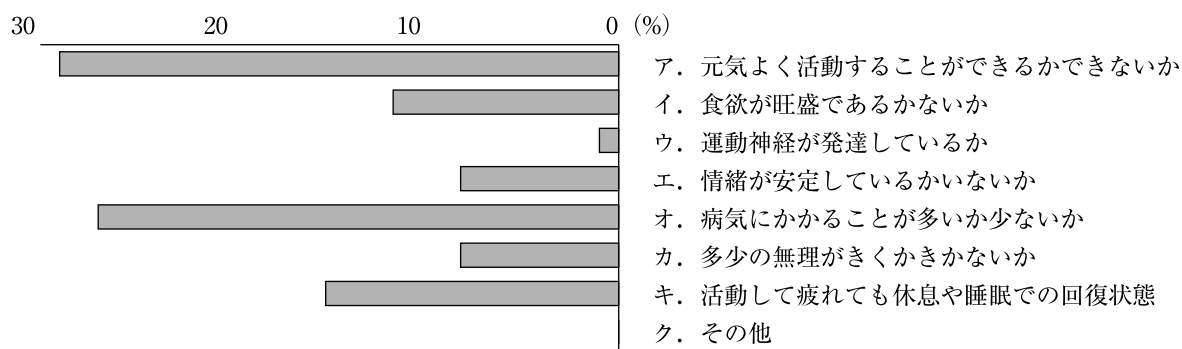 30 20 10 0 (%)
ア．元気よく活動することができるかできないか
イ．食欲が旺盛であるかないか
ウ．運動神経が発達しているか
エ．情緒が安定しているかいないか
オ．病気にかかることが多いか少ないか
カ．多少の無理がきくかきかないか
キ．活動して疲れても休息や睡眠での回復状態
ク．その他